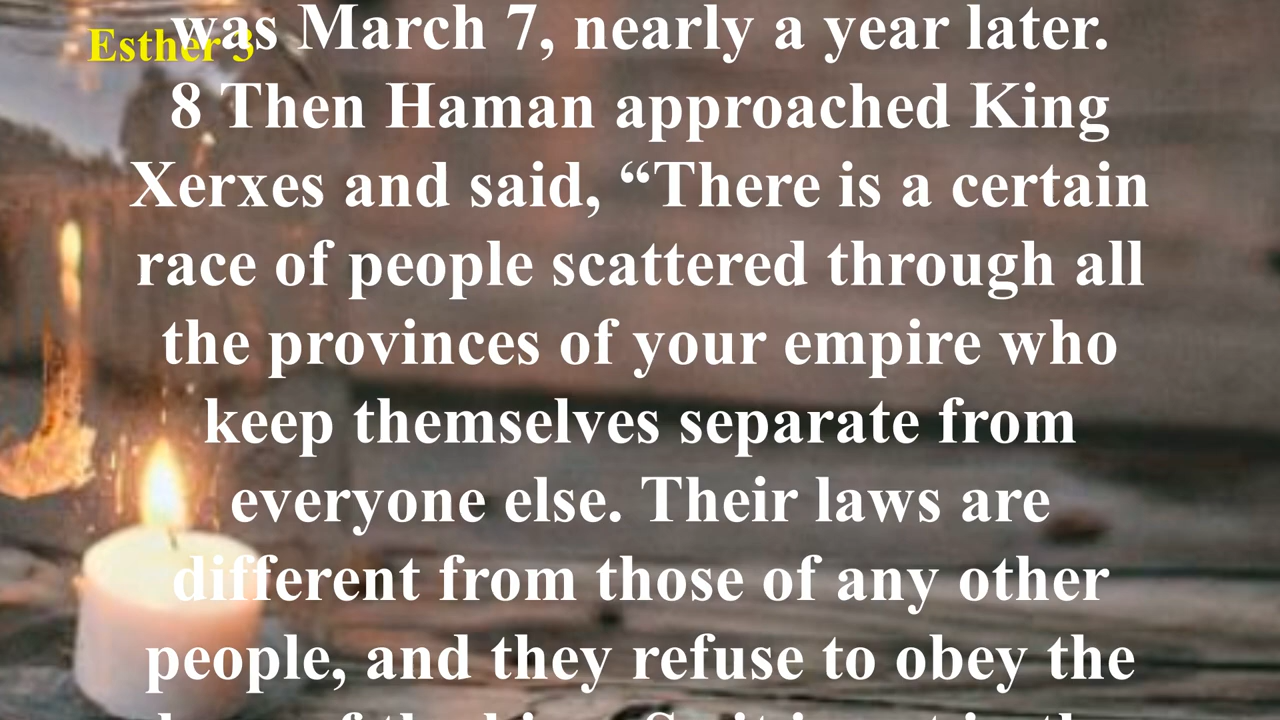 Esther 3
was March 7, nearly a year later.
8 Then Haman approached King
Xerxes and said, “There is a certain
race of people scattered through all
the provinces of your empire who
keep themselves separate from
everyone else. Their laws are
different from those of any other
people, and they refuse to obey the